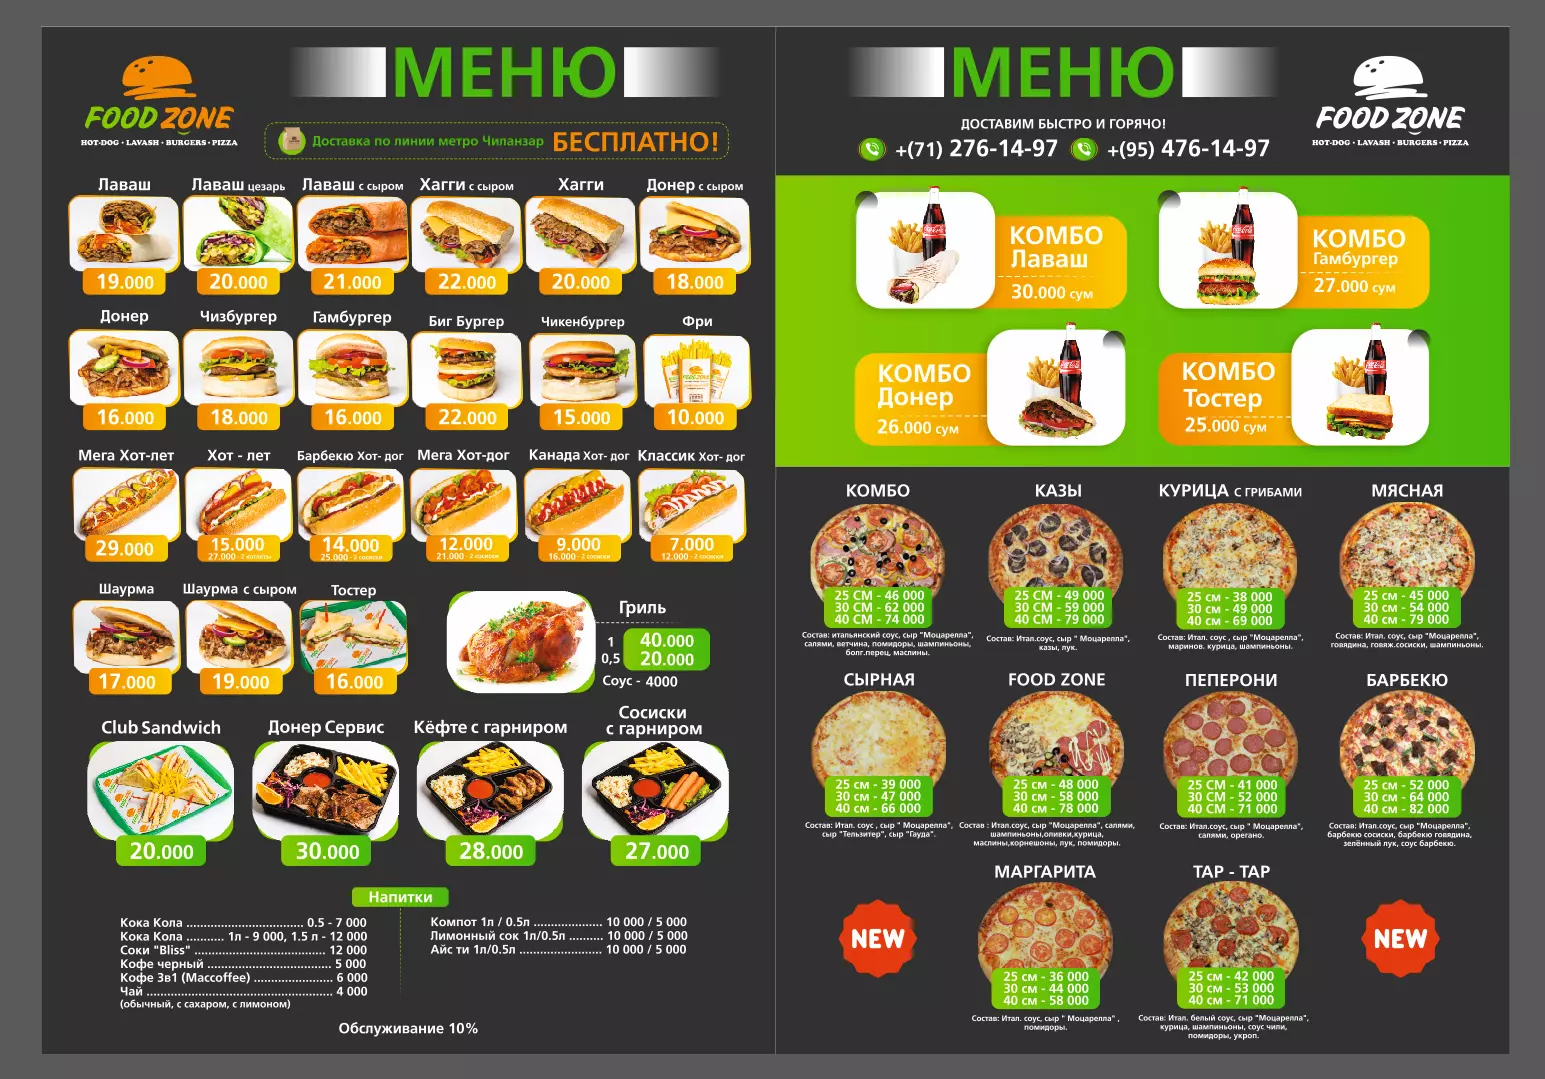 FOOD ZONE
HOT-DOG · LAVASH · BURGERS · PIZZA
МЕНЮ
Доставка по линии метро Чиланзар БЕСПЛАТНО!
Лаваш Лаваш цезарь Лаваш с сыром Хагги с сыром Хагги Донер с сыром
19.000 20.000 21.000 22.000 20.000 18.000
Донер Чизбургер Гамбургер Биг Бургер Чикенбургер Фри
FOOD ZONE
16.000 18.000 16.000 22.000 15.000 10.000
Мега Хот-лет Хот - лет Барбекю Хот- дог Мега Хот-дог Канада Хот- дог Классик Хот- дог
29.000 15.000 14.000 12.000 9.000 7.000
27.000 - 2 котлеты 25.000 - 2 сосиски 21.000 - 2 сосиски 16.000 - 2 сосиски 12.000 - 2 сосиски
Шаурма Шаурма с сыром Тостер
17.000 19.000 16.000
Гриль
1 40.000
0,5 20.000
Соус - 4000
Club Sandwich Донер Сервис Кёфте с гарниром Сосиски
с гарниром
20.000 30.000 28.000 27.000
Напитки
Кока Кола .................................. 0.5 - 7 000
Кока Кола ........... 1л - 9 000, 1.5 л - 12 000
Соки "Bliss" ...................................... 12 000
Кофе черный .................................... 5 000
Кофе 3в1 (Maccoffee) ....................... 6 000
Чай ...................................................... 4 000
(обычный, с сахаром, с лимоном)
Компот 1л / 0.5л .................... 10 000 / 5 000
Лимонный сок 1л/0.5л .......... 10 000 / 5 000
Айс ти 1л/0.5л ........................ 10 000 / 5 000
Обслуживание 10%
МЕНЮ
ДОСТАВИМ БЫСТРО И ГОРЯЧО!
+(71) 276-14-97 +(95) 476-14-97
FOOD ZONE
HOT-DOG · LAVASH · BURGERS · PIZZA
КОМБО
Лаваш
30.000 сум
КОМБО
Гамбургер
27.000 сум
КОМБО
Донер
26.000 сум
КОМБО
Тостер
25.000 сум
КОМБО
25 СМ - 46 000
30 СМ - 62 000
40 СМ - 74 000
Состав: итальянский соус, сыр "Моцарелла",
салями, ветчина, помидоры, шампиньоны,
болг.перец, маслины.
КАЗЫ
25 СМ - 49 000
30 СМ - 59 000
40 СМ - 79 000
Состав: Итал.соус, сыр " Моцарелла",
казы, лук.
КУРИЦА С ГРИБАМИ
25 см - 38 000
30 см - 49 000
40 см - 69 000
Состав: Итал. соус , сыр "Моцарелла",
маринов. курица, шампиньоны.
МЯСНАЯ
25 см - 45 000
30 см - 54 000
40 см - 79 000
Состав: Итал. соус, сыр "Моцарелла",
говядина, говяж.сосиски, шампиньоны.
СЫРНАЯ
25 см - 39 000
30 см - 47 000
40 см - 66 000
Состав: Итал. соус , сыр " Моцарелла",
сыр "Тельзитер", сыр "Гауда".
FOOD ZONE
25 см - 48 000
30 см - 58 000
40 см - 78 000
Состав : Итал.соус, сыр "Моцарелла", салями,
шампиньоны,оливки,курица,
маслины,корнешоны, лук, помидоры.
ПЕПЕРОНИ
25 СМ - 41 000
30 СМ - 52 000
40 см - 71 000
Состав: Итал.соус, сыр " Моцарелла",
салями, орегано.
БАРБЕКЮ
25 см - 52 000
30 см - 64 000
40 см - 82 000
Состав: Итал.соус, сыр "Моцарелла",
барбекю сосиски, барбекю говядина,
зелённый лук, соус барбекю.
NEW
МАРГАРИТА
25 см - 36 000
30 см - 44 000
40 см - 58 000
Состав: Итал. соус, сыр " Моцарелла" ,
помидоры.
ТАР - ТАР
25 см - 42 000
30 см - 53 000
40 см - 71 000
Состав: Итал. белый соус, сыр "Моцарелла",
курица, шампиньоны, соус чили,
помидоры, укроп.
NEW